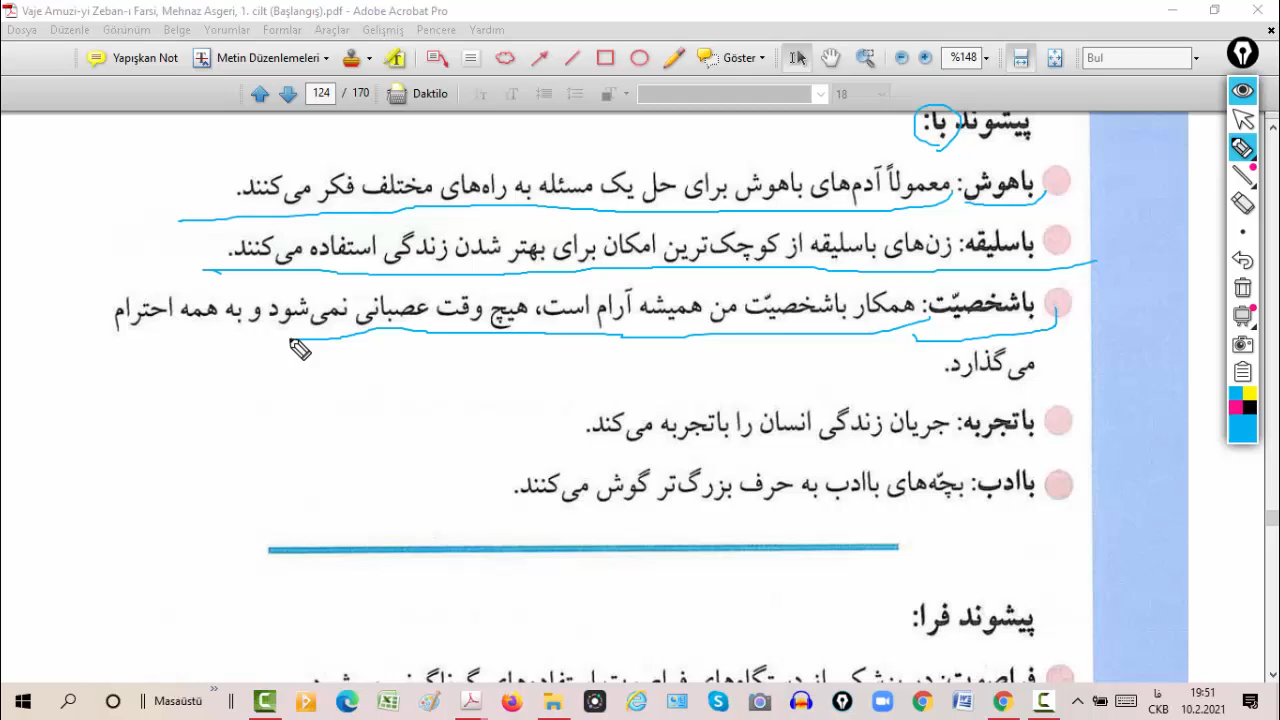 Vaje Amuzi-yi Zeban-ı Farsi, Mehnaz Asgeri, 1. cilt (Başlangış).pdf - Adobe Acrobat Pro
Dosya Düzenle Görünüm Belge Yorumlar Formlar Araçlar Gelişmiş Pencere Yardım
Yapışkan Not Metin Düzenlemeleri Göster %148 Bul
124 / 170 Daktilo 18
پیشوند با:
باهوش: معمولاً آدم‌های باهوش برای حل یک مسئله به راه‌های مختلف فکر می‌کنند.
باسلیقه: زن‌های باسلیقه از کوچک‌ترین امکان برای بهتر شدن زندگی استفاده می‌کنند.
باشخصیّت: همکار باشخصیّت من همیشه آرام است، هیچ وقت عصبانی نمی‌شود و به همه احترام
می‌گذارد.
باتجربه: جریان زندگی انسان را باتجربه می‌کند.
باادب: بچّه‌های باادب به حرف بزرگ‌تر گوش می‌کنند.
پیشوند فرا:
Masaüstü
19:51
CKB 10.2.2021